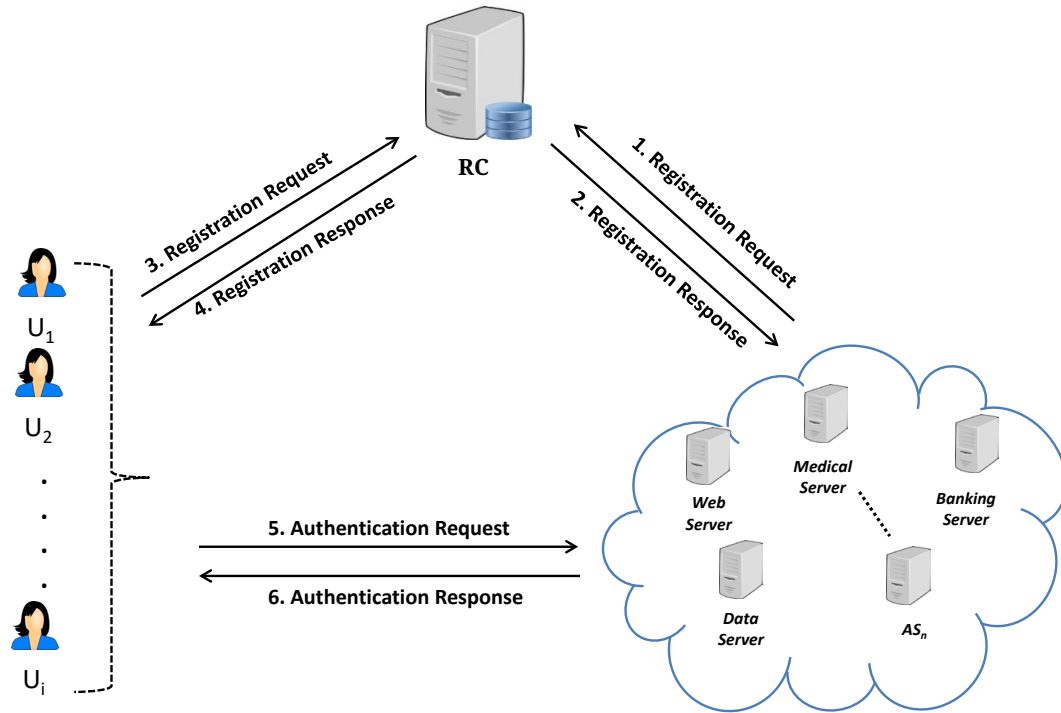 RC
1. Registration Request
2. Registration Response
3. Registration Request
4. Registration Response
U1
U2
.
.
.
.
Ui
5. Authentication Request
6. Authentication Response
Medical
Server
Web
Server
Banking
Server
Data
Server
ASn